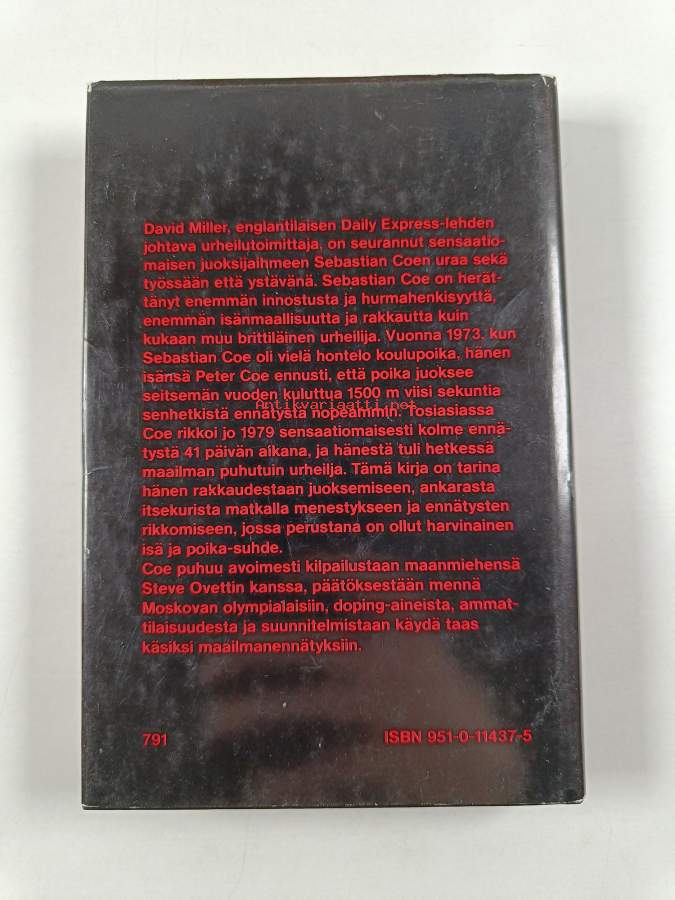 David Miller, englantilaisen Daily Express-lehden
johtava urheilutoimittaja, on seurannut sensaatio-
maisen juoksijaihmeen Sebastian Coen uraa sekä
työssään että ystävänä. Sebastian Coe on herät-
tänyt enemmän innostusta ja hurmahenkisyyttä,
enemmän isänmaallisuutta ja rakkautta kuin
kukaan muu brittiläinen urheilija. Vuonna 1973, kun
Sebastian Coe oli vielä hontelo koulupoika, hänen
isänsä Peter Coe ennusti, että poika juoksee
seitsemän vuoden kuluttua 1500 m viisi sekuntia
Antikvariaatti.net
senhetkistä ennätystä nopeammin. Tosiasiassa
Coe rikkoi jo 1979 sensaatiomaisesti kolme ennä-
tystä 41 päivän aikana, ja hänestä tuli hetkessä
maailman puhutuin urheilja. Tämä kirja on tarina
hänen rakkaudestaan juoksemiseen, ankarasta
itsekurista matkalla menestykseen ja ennätysten
rikkomiseen, jossa perustana on ollut harvinainen
isä ja poika-suhde.
Coe puhuu avoimesti kilpailustaan maanmiehensä
Steve Ovettin kanssa, päätöksestään mennä
Moskovan olympialaisiin, doping-aineista, ammat-
tilaisuudesta ja suunnitelmistaan käydä taas
käsiksi maailmanennätyksiin.
791
ISBN 951-0-11437-5